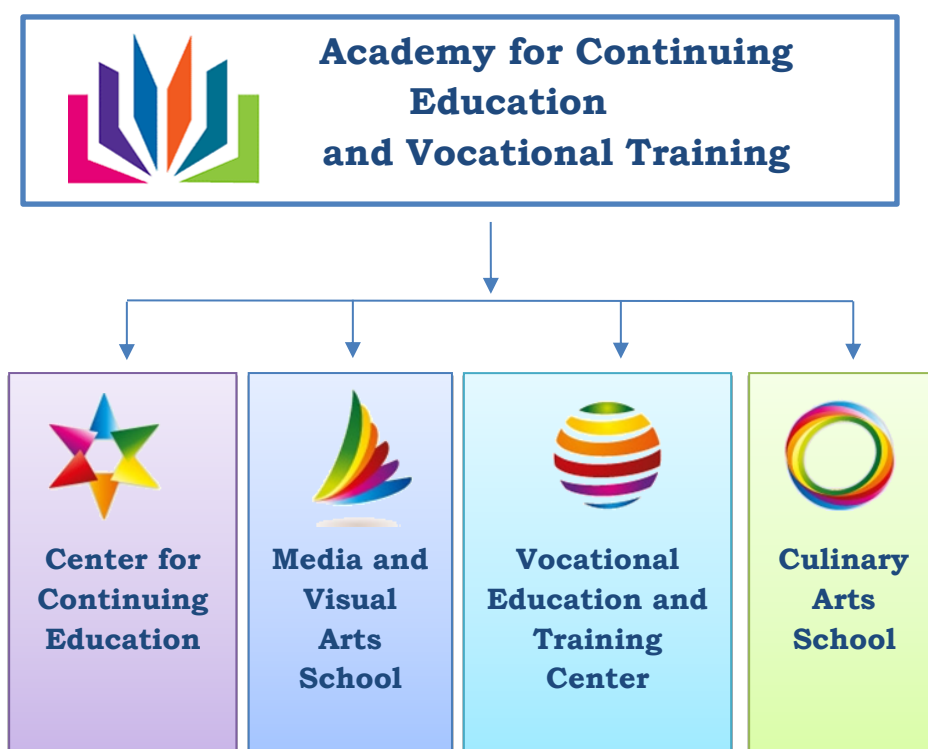 Academy for Continuing
Education
and Vocational Training
Center for
Continuing
Education
Media and
Visual
Arts
School
Vocational
Education and
Training
Center
Culinary
Arts
School